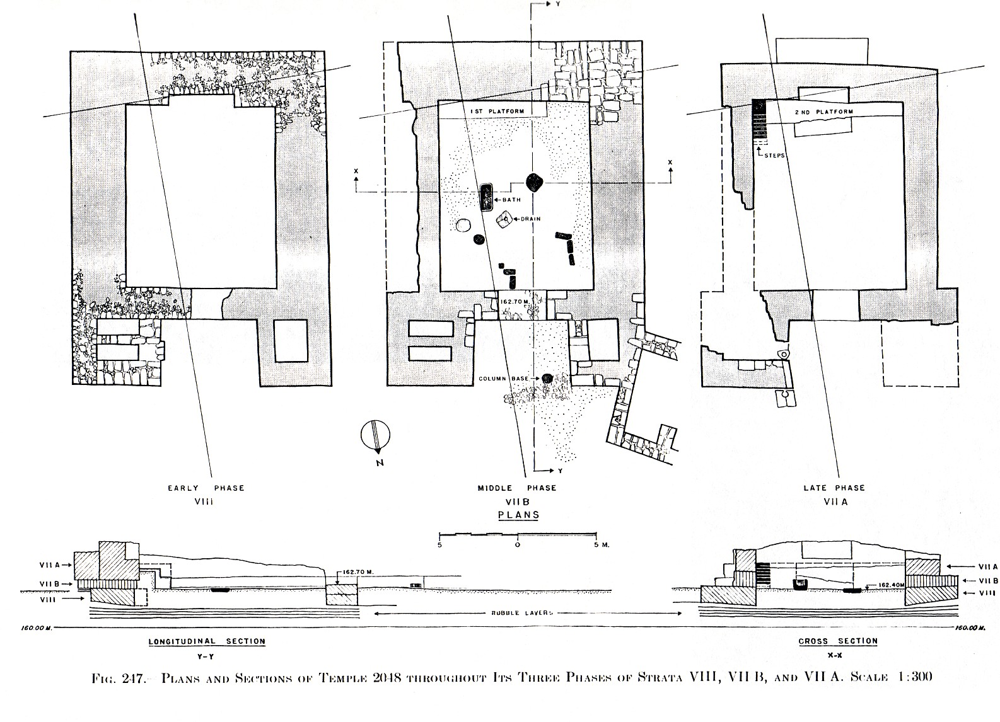 Y
1ST PLATFORM
2ND PLATFORM
STEPS
X
X
BATH
DRAIN
162.70 M.
COLUMN BASE
N
Y
EARLY PHASE
VIII
MIDDLE PHASE
VII B
PLANS
LATE PHASE
VII A
5 0 5 M.
VII A
VII B
VIII
162.70 M.
162.40M
VII A
VII B
VIII
RUBBLE LAYERS
160.00 M.
160.00 M.
LONGITUDINAL SECTION
Y-Y
CROSS SECTION
X-X
FIG. 247.— PLANS AND SECTIONS OF TEMPLE 2048 THROUGHOUT ITS THREE PHASES OF STRATA VIII, VII B, AND VII A. SCALE 1:300